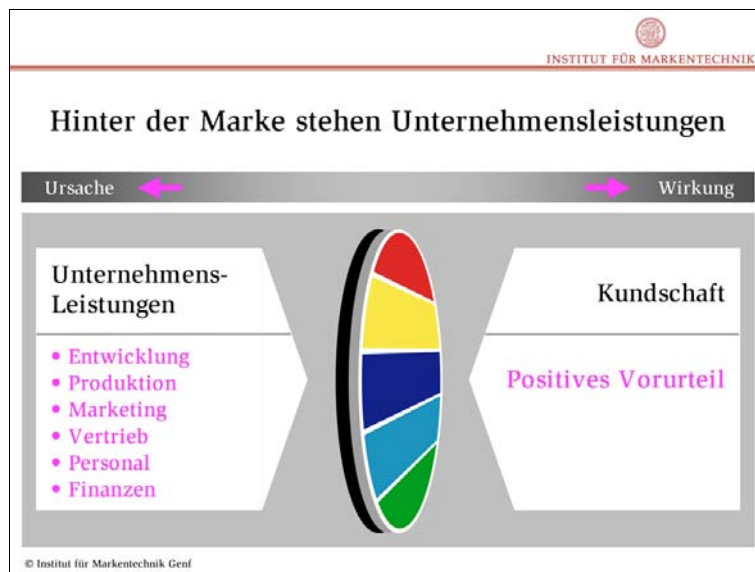 INSTITUT FÜR MARKENTECHNIK
Hinter der Marke stehen Unternehmensleistungen
Ursache
Wirkung
Unternehmens-
Leistungen
• Entwicklung
• Produktion
• Marketing
• Vertrieb
• Personal
• Finanzen
Kundschaft
Positives Vorurteil
© Institut für Markentechnik Genf